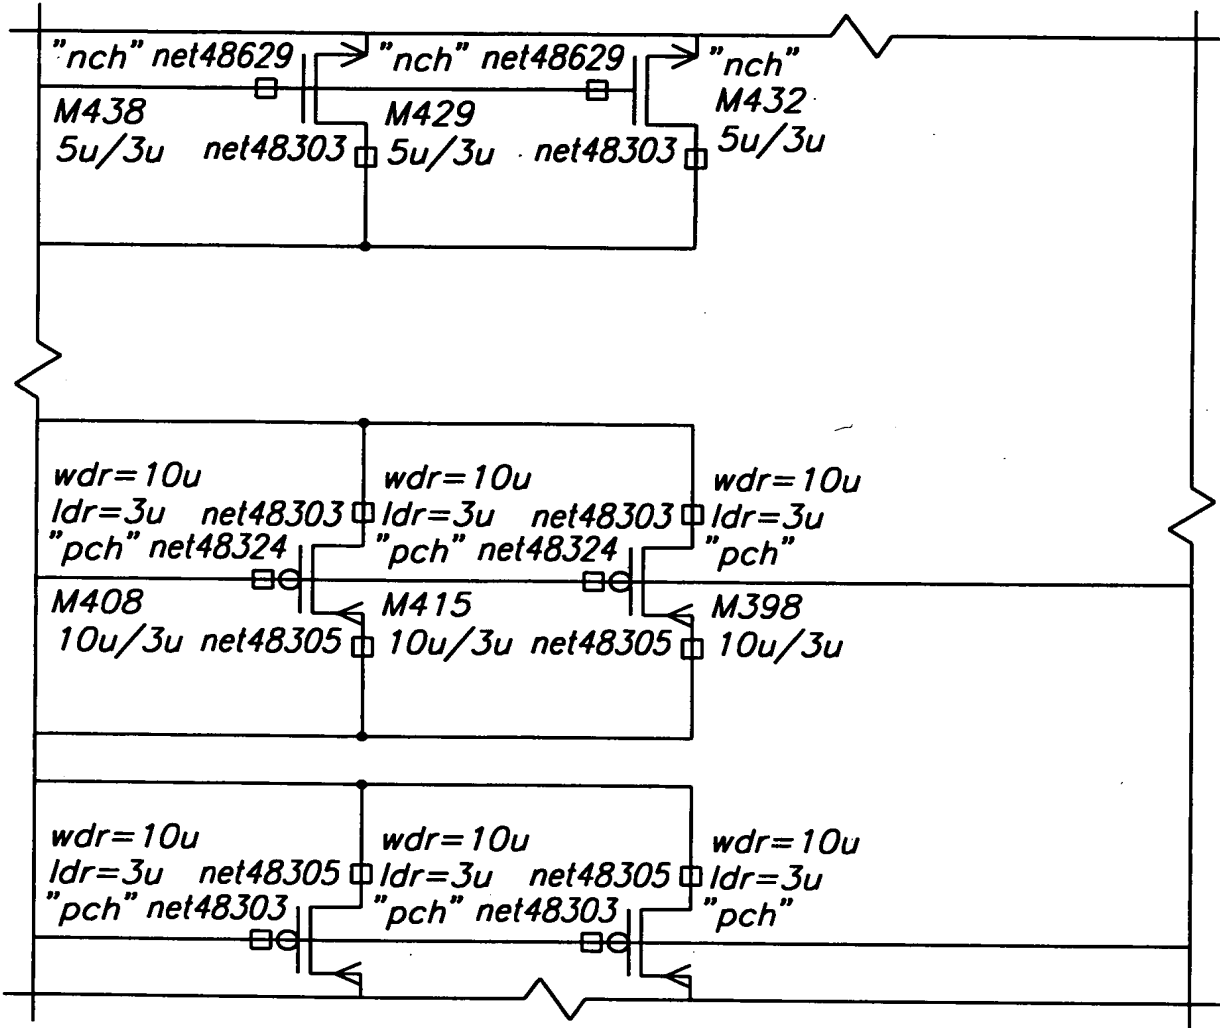 "nch" net48629 "nch" net48629 "nch"
M438 M429 M432
5u/3u net48303 5u/3u net48303 5u/3u
wdr=10u wdr=10u wdr=10u
ldr=3u net48303 ldr=3u net48303 ldr=3u
"pch" net48324 "pch" net48324 "pch"
M408 M415 M398
10u/3u net48305 10u/3u net48305 10u/3u
wdr=10u wdr=10u wdr=10u
ldr=3u net48305 ldr=3u net48305 ldr=3u
"pch" net48303 "pch" net48303 "pch"